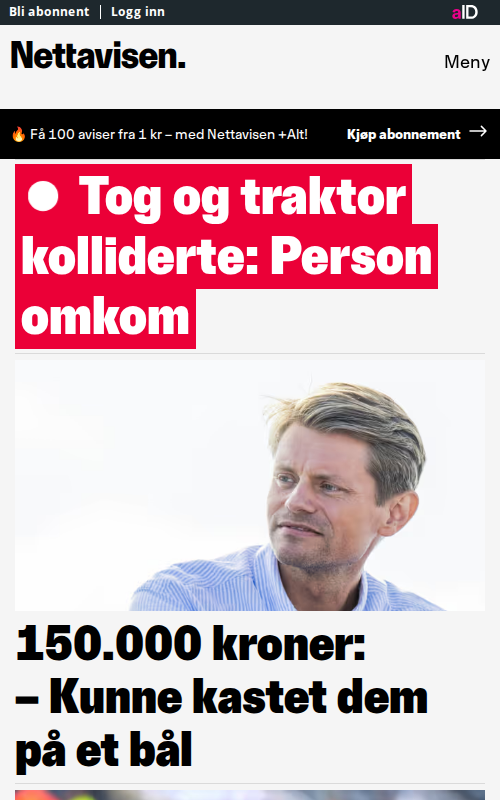 Bli abonnent | Logg inn
aID
Nettavisen.
Meny
🔥 Få 100 aviser fra 1 kr – med Nettavisen +Alt!
Kjøp abonnement →
Tog og traktor
kolliderte: Person
omkom
150.000 kroner:
– Kunne kastet dem
på et bål